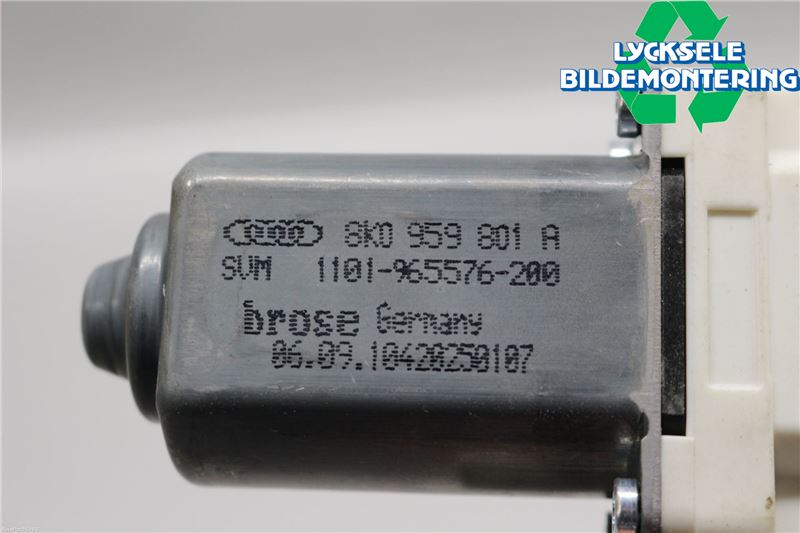 LYCKSELE
BILDEMONTERING
8K0 959 801 A
SVM 1101-965576-200
brose Germany
06.09.10420250107